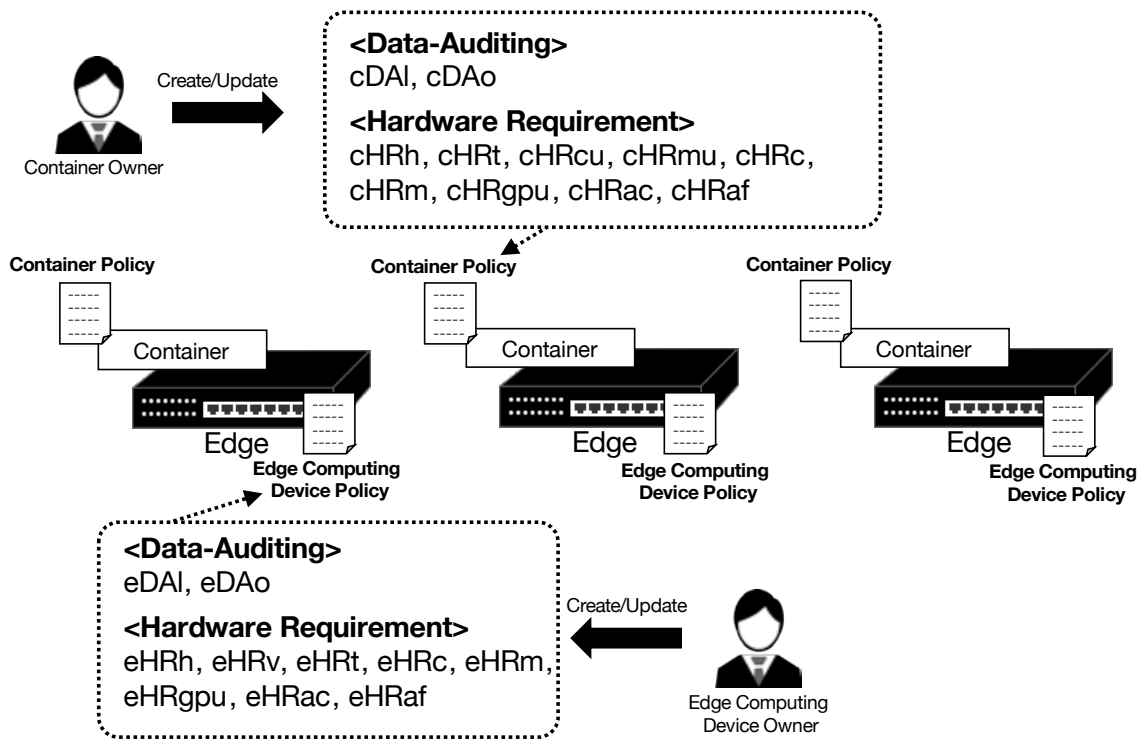 <Data-Auditing>
cDAl, cDAo
<Hardware Requirement>
cHRh, cHRt, cHRcu, cHRmu, cHRc,
cHRm, cHRgpu, cHRac, cHRaf
Create/Update
Container Owner
Container Policy
Container Policy
Container Policy
Container
Container
Container
Edge
Edge
Edge
Edge Computing
Device Policy
Edge Computing
Device Policy
Edge Computing
Device Policy
<Data-Auditing>
eDAl, eDAo
<Hardware Requirement>
eHRh, eHRv, eHRt, eHRc, eHRm,
eHRgpu, eHRac, eHRaf
Create/Update
Edge Computing
Device Owner